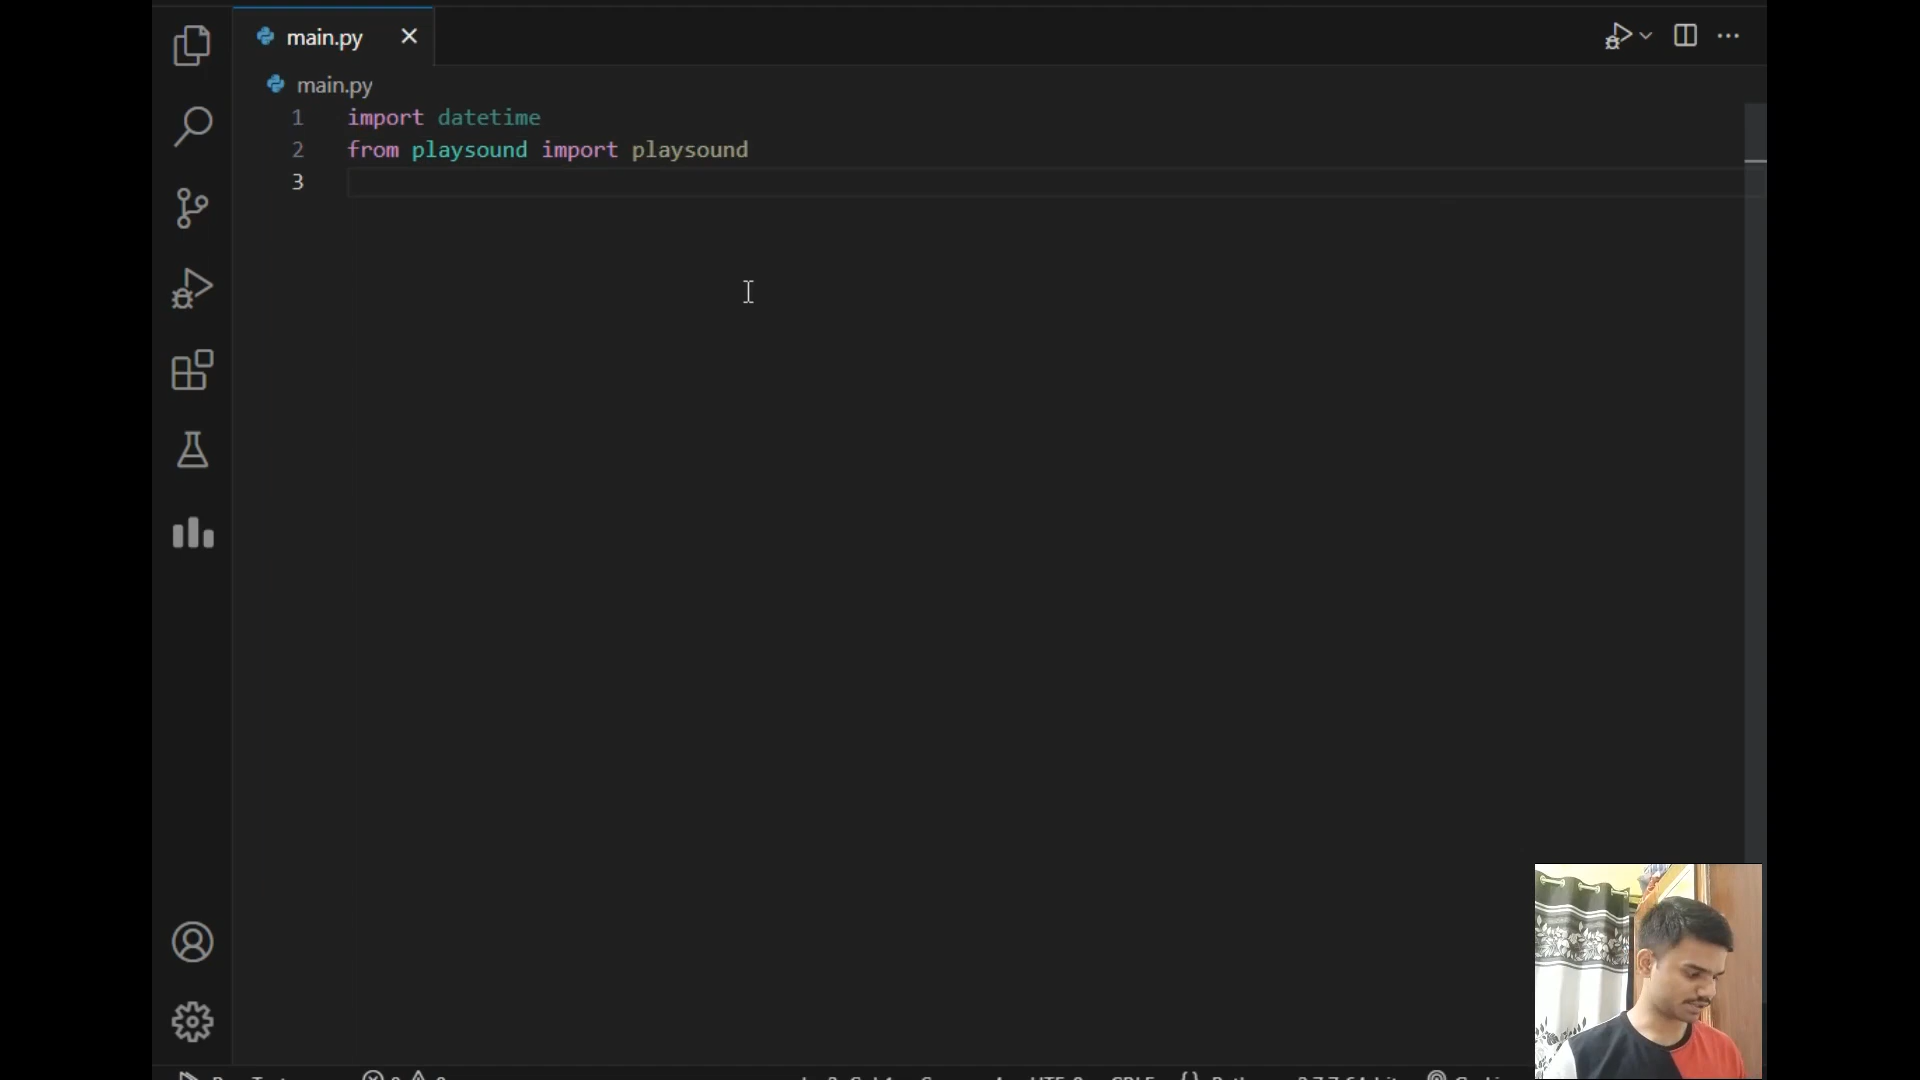 main.py
main.py
1 import datetime
2 from playsound import playsound
3